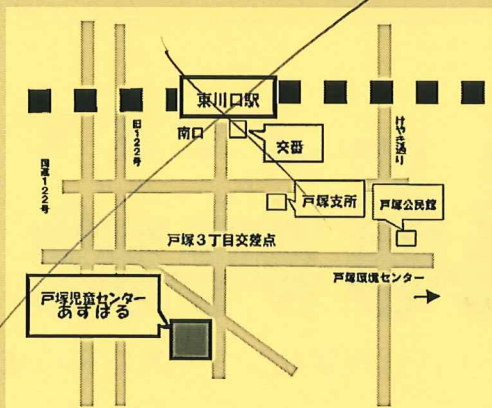 東川口駅
南口
交番
旧122号
国道122号
けやき通り
戸塚支所
戸塚公民館
戸塚3丁目交差点
戸塚環境センター
戸塚児童センター
あすぱる